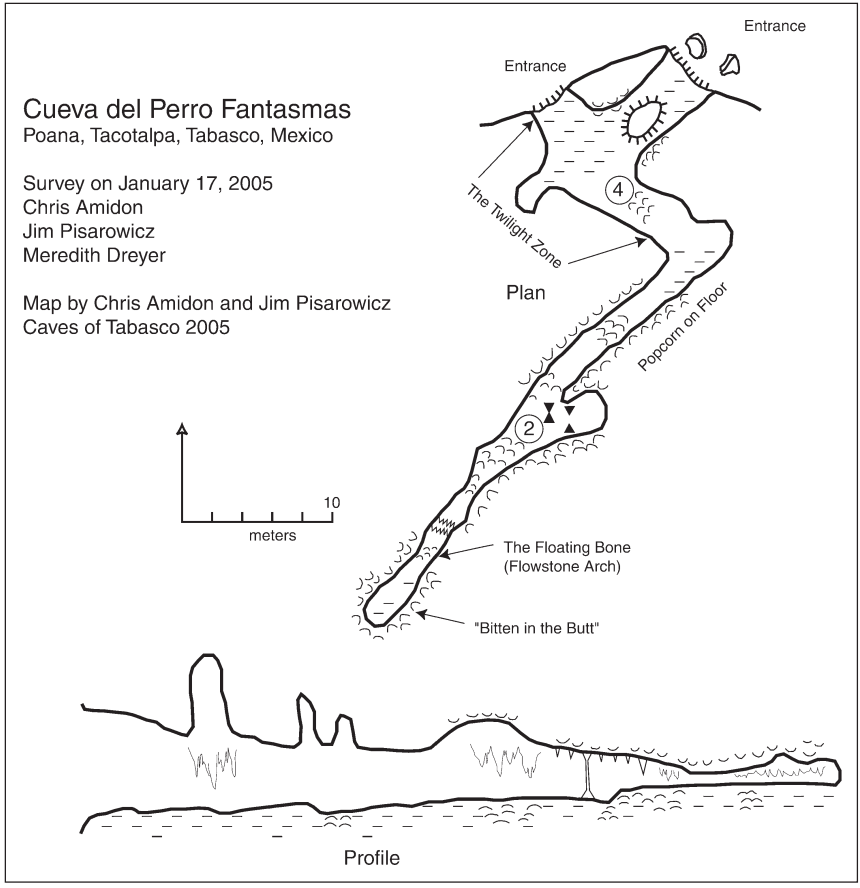 Entrance
Entrance
Cueva del Perro Fantasmas
Poana, Tacotalpa, Tabasco, Mexico
Survey on January 17, 2005
Chris Amidon
Jim Pisarowicz
Meredith Dreyer
Map by Chris Amidon and Jim Pisarowicz
Caves of Tabasco 2005
4
The Twilight Zone
Plan
Popcorn on Floor
2
10
meters
The Floating Bone
(Flowstone Arch)
"Bitten in the Butt"
Profile